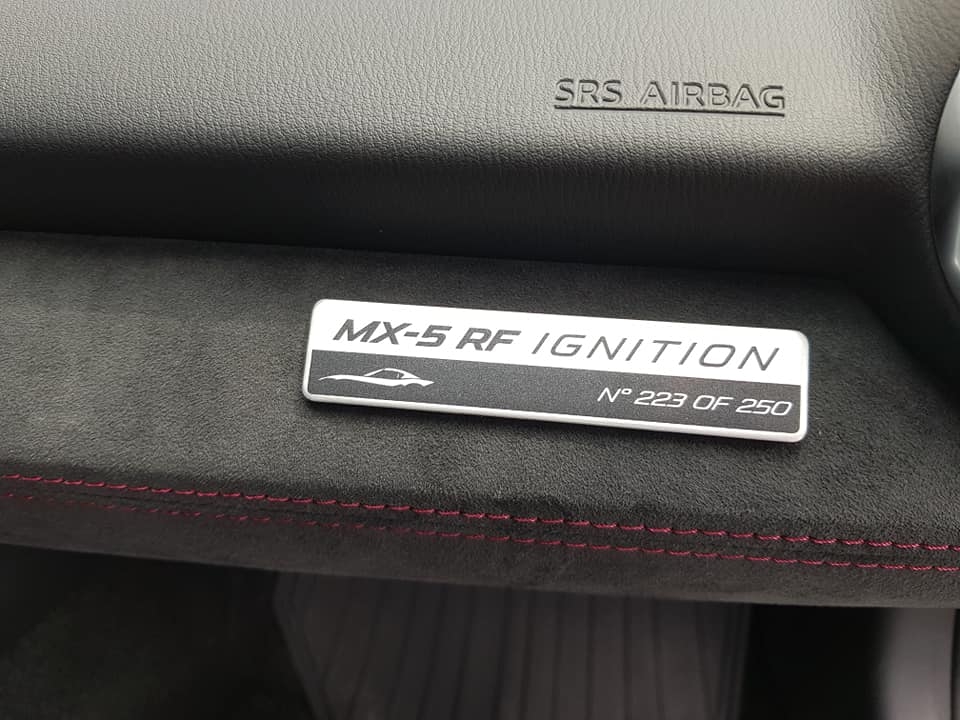 SRS AIRBAG
MX-5 RF IGNITION
N° 223 OF 250